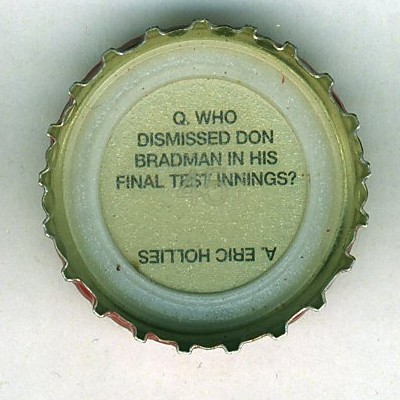 Q. WHO
DISMISSED DON
BRADMAN IN HIS
FINAL TEST INNINGS?
A. ERIC HOLLIES